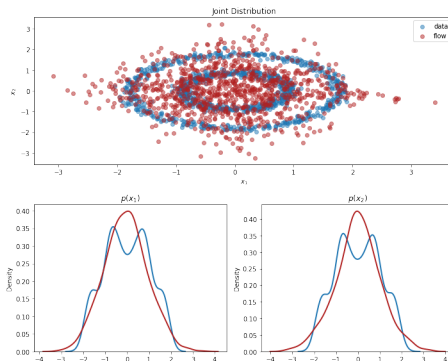 Joint Distribution
data
flow
3
2
1
0
−1
−2
−3
x₂
−3 −2 −1 0 1 2 3
x₁
p(x₁)
0.40
0.35
0.30
0.25
0.20
0.15
0.10
0.05
0.00
Density
−4 −3 −2 −1 0 1 2 3 4
p(x₂)
0.40
0.35
0.30
0.25
0.20
0.15
0.10
0.05
0.00
Density
−4 −3 −2 −1 0 1 2 3 4